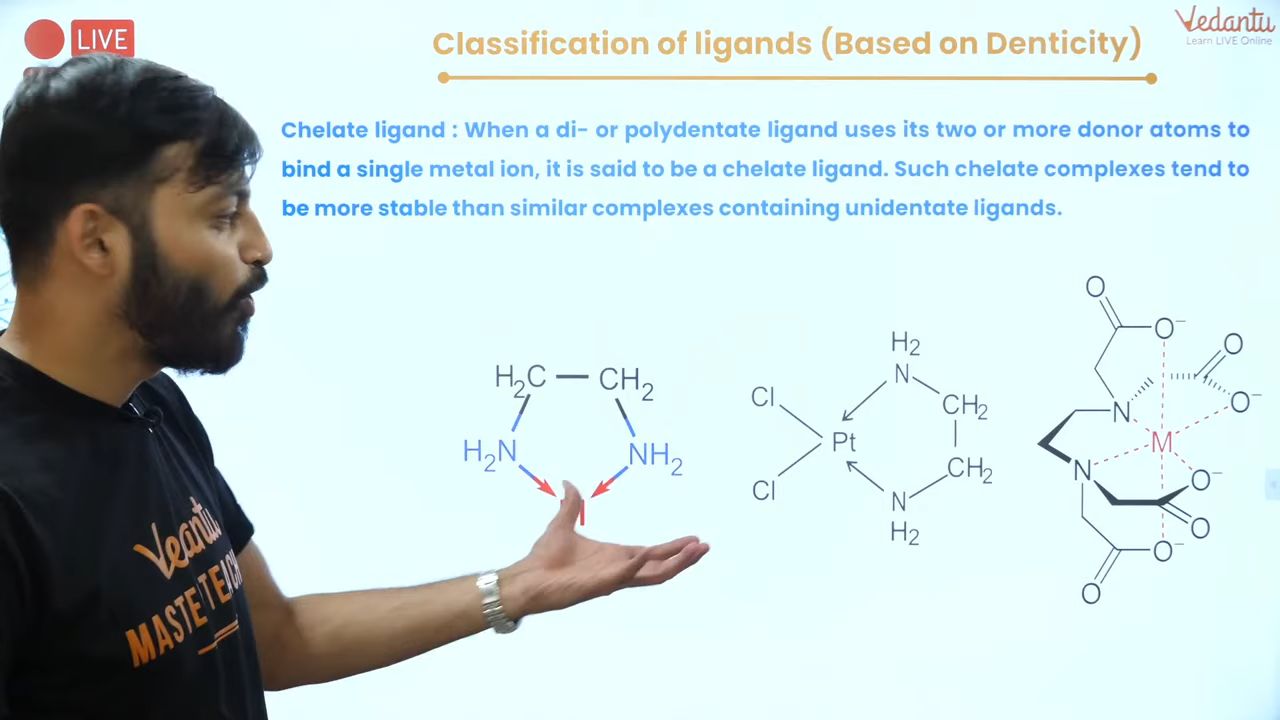 LIVE
Vedantu
Learn LIVE Online
Classification of ligands (Based on Denticity)
Chelate ligand : When a di- or polydentate ligand uses its two or more donor atoms to
bind a single metal ion, it is said to be a chelate ligand. Such chelate complexes tend to
be more stable than similar complexes containing unidentate ligands.
H₂C — CH₂
H₂N NH₂
Cl
Cl
Pt
H₂
N
CH₂
CH₂
N
H₂
O
O⁻
O
O⁻
N
M
N
O⁻
O
O⁻
O
Vedantu